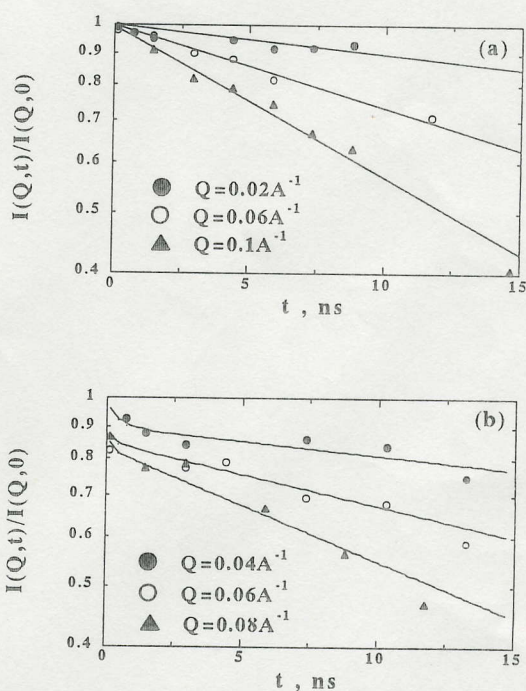 1
0.9
0.8
0.7
0.6
0.5
0.4
I(Q,t)/I(Q,0)
(a)
Q=0.02A⁻¹
Q=0.06A⁻¹
Q=0.1A⁻¹
0
5
10
15
t , ns
1
0.9
0.8
0.7
0.6
0.5
0.4
I(Q,t)/I(Q,0)
(b)
Q=0.04A⁻¹
Q=0.06A⁻¹
Q=0.08A⁻¹
0
5
10
15
t , ns